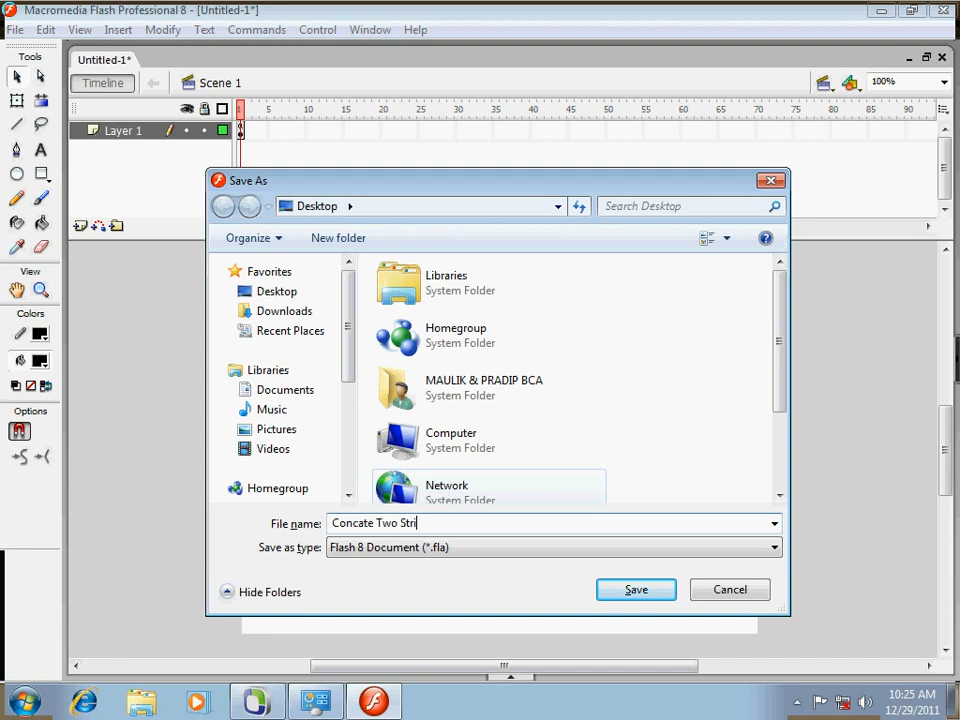 Macromedia Flash Professional 8 - [Untitled-1*]
File Edit View Insert Modify Text Commands Control Window Help
Tools
Untitled-1*
Timeline
Scene 1
100%
1 5 10 15 20 25 30 35 40 45 50 55 60 65 70 75 80 85 90
Layer 1
Save As
Desktop
Search Desktop
Organize
New folder
Favorites
Desktop
Downloads
Recent Places
Libraries
Documents
Music
Pictures
Videos
Homegroup
Libraries
System Folder
Homegroup
System Folder
MAULIK & PRADIP BCA
System Folder
Computer
System Folder
Network
System Folder
File name: Concate Two Stri
Save as type: Flash 8 Document (*.fla)
Hide Folders
Save
Cancel
View
Colors
Options
10:25 AM
12/29/2011